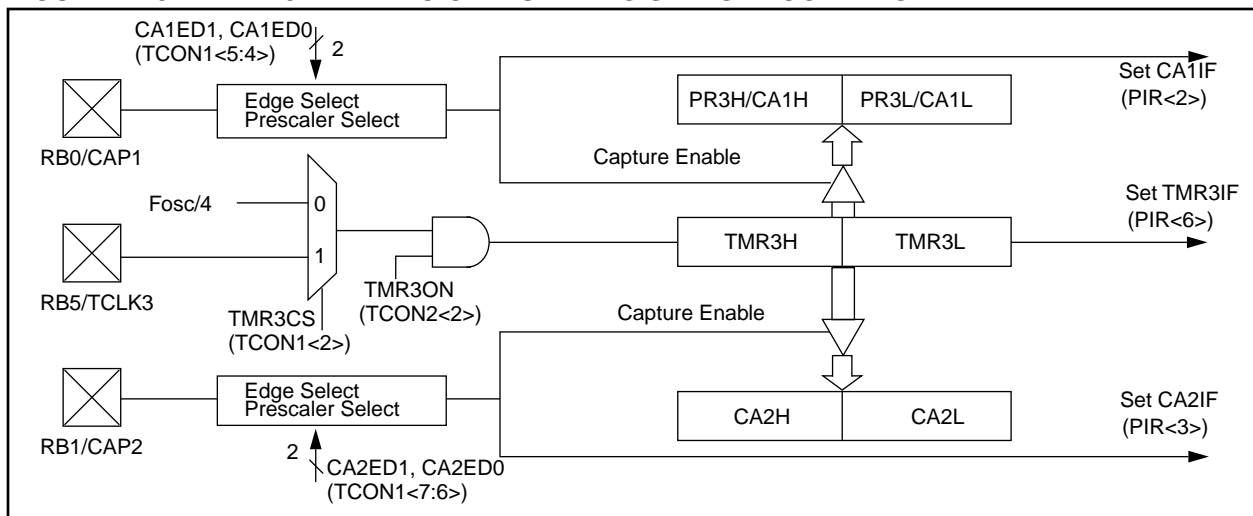 CA1ED1, CA1ED0
(TCON1<5:4>)
2
Edge Select
Prescaler Select
RB0/CAP1
PR3H/CA1H
PR3L/CA1L
Set CA1IF
(PIR<2>)
Capture Enable
Fosc/4
0
1
RB5/TCLK3
TMR3CS
(TCON1<2>)
TMR3ON
(TCON2<2>)
TMR3H
TMR3L
Set TMR3IF
(PIR<6>)
Capture Enable
Edge Select
Prescaler Select
RB1/CAP2
2
CA2ED1, CA2ED0
(TCON1<7:6>)
CA2H
CA2L
Set CA2IF
(PIR<3>)